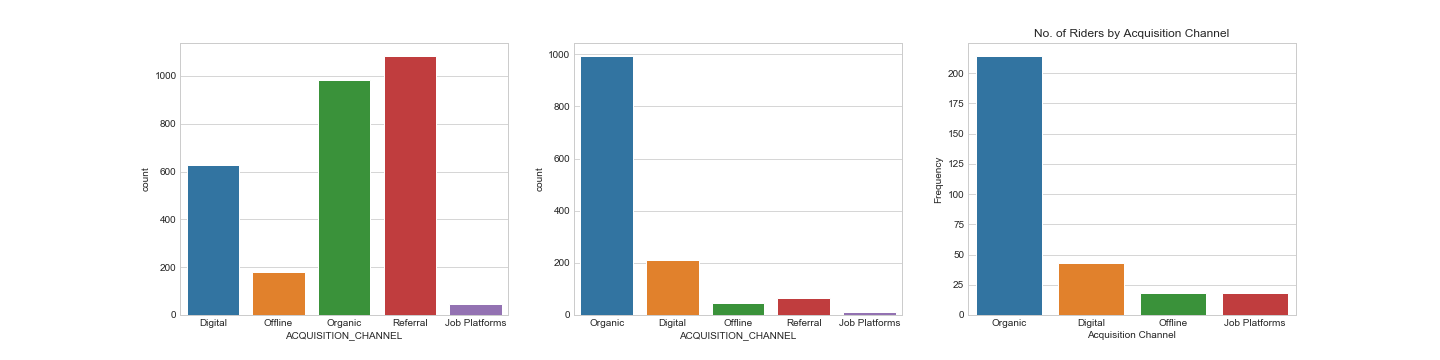 1000
800
600
400
200
0
count
Digital Offline Organic Referral Job Platforms
ACQUISITION_CHANNEL
1000
800
600
400
200
0
count
Organic Digital Offline Referral Job Platforms
ACQUISITION_CHANNEL
No. of Riders by Acquisition Channel
200
175
150
125
100
75
50
25
0
Frequency
Organic Digital Offline Job Platforms
Acquisition Channel